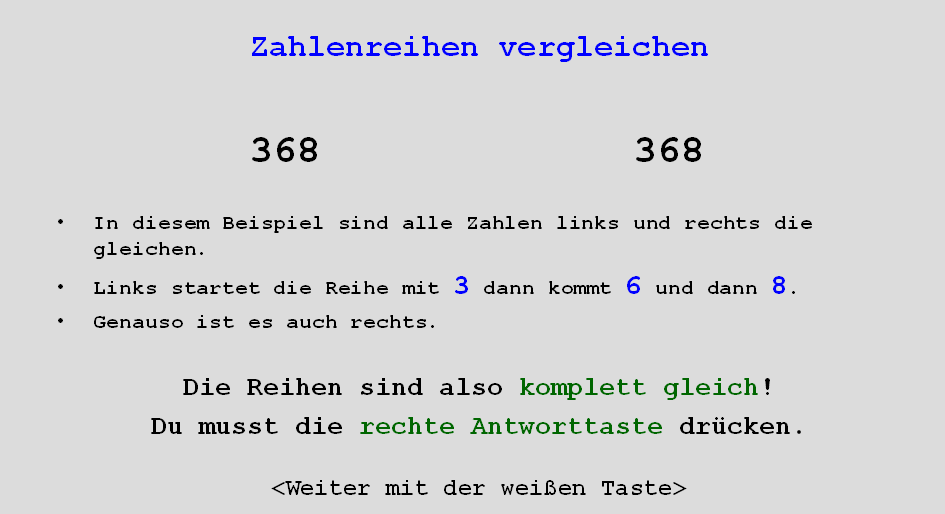 Zahlenreihen vergleichen
368 368
• In diesem Beispiel sind alle Zahlen links und rechts die
gleichen.
• Links startet die Reihe mit 3 dann kommt 6 und dann 8.
• Genauso ist es auch rechts.
Die Reihen sind also komplett gleich!
Du musst die rechte Antworttaste drücken.
<Weiter mit der weißen Taste>